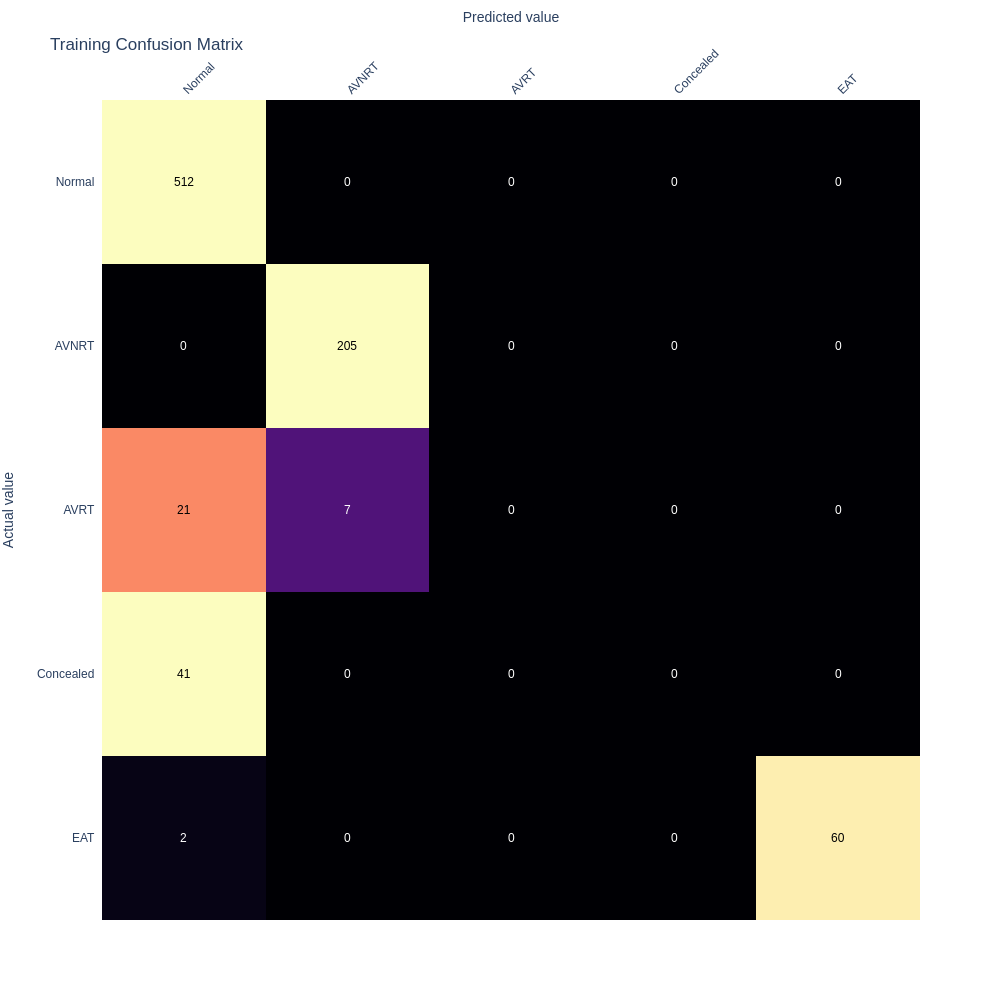 Predicted value
Training Confusion Matrix
Normal AVNRT AVRT Concealed EAT
Normal 512 0 0 0 0
AVNRT 0 205 0 0 0
AVRT 21 7 0 0 0
Concealed 41 0 0 0 0
EAT 2 0 0 0 60
Actual value